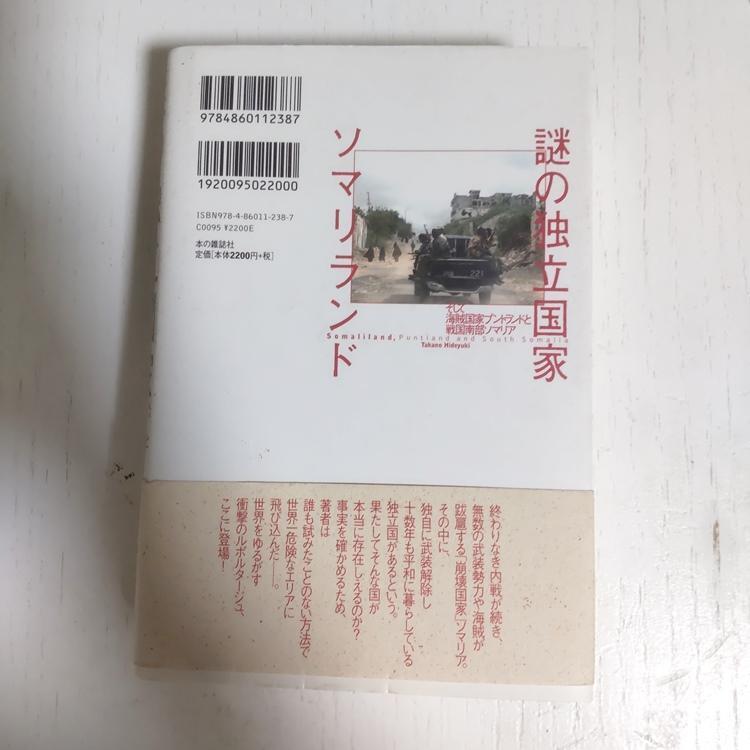 9784860112387
1920095022000
ISBN978-4-86011-238-7
C0095 ¥2200E
本の雑誌社
定価[本体2200円+税]
謎の独立国家
ソマリランド
221
そして
海賊国家プントランドと
戦国南部ソマリア
Somaliland, Puntland and South Somalia
Takano Hideyuki
終わりなき内戦が続き、
無数の武装勢力や海賊が
跋扈する「崩壊国家」ソマリア。
その中に、
独自に武装解除し
十数年も平和に暮らしている
独立国があるという。
果たしてそんな国が
本当に存在しえるのか?
事実を確かめるため、
著者は
誰も試みたことのない方法で
世界一危険なエリアに
飛び込んだ──。
世界をゆるがす
衝撃のルポルタージュ、
ここに登場!